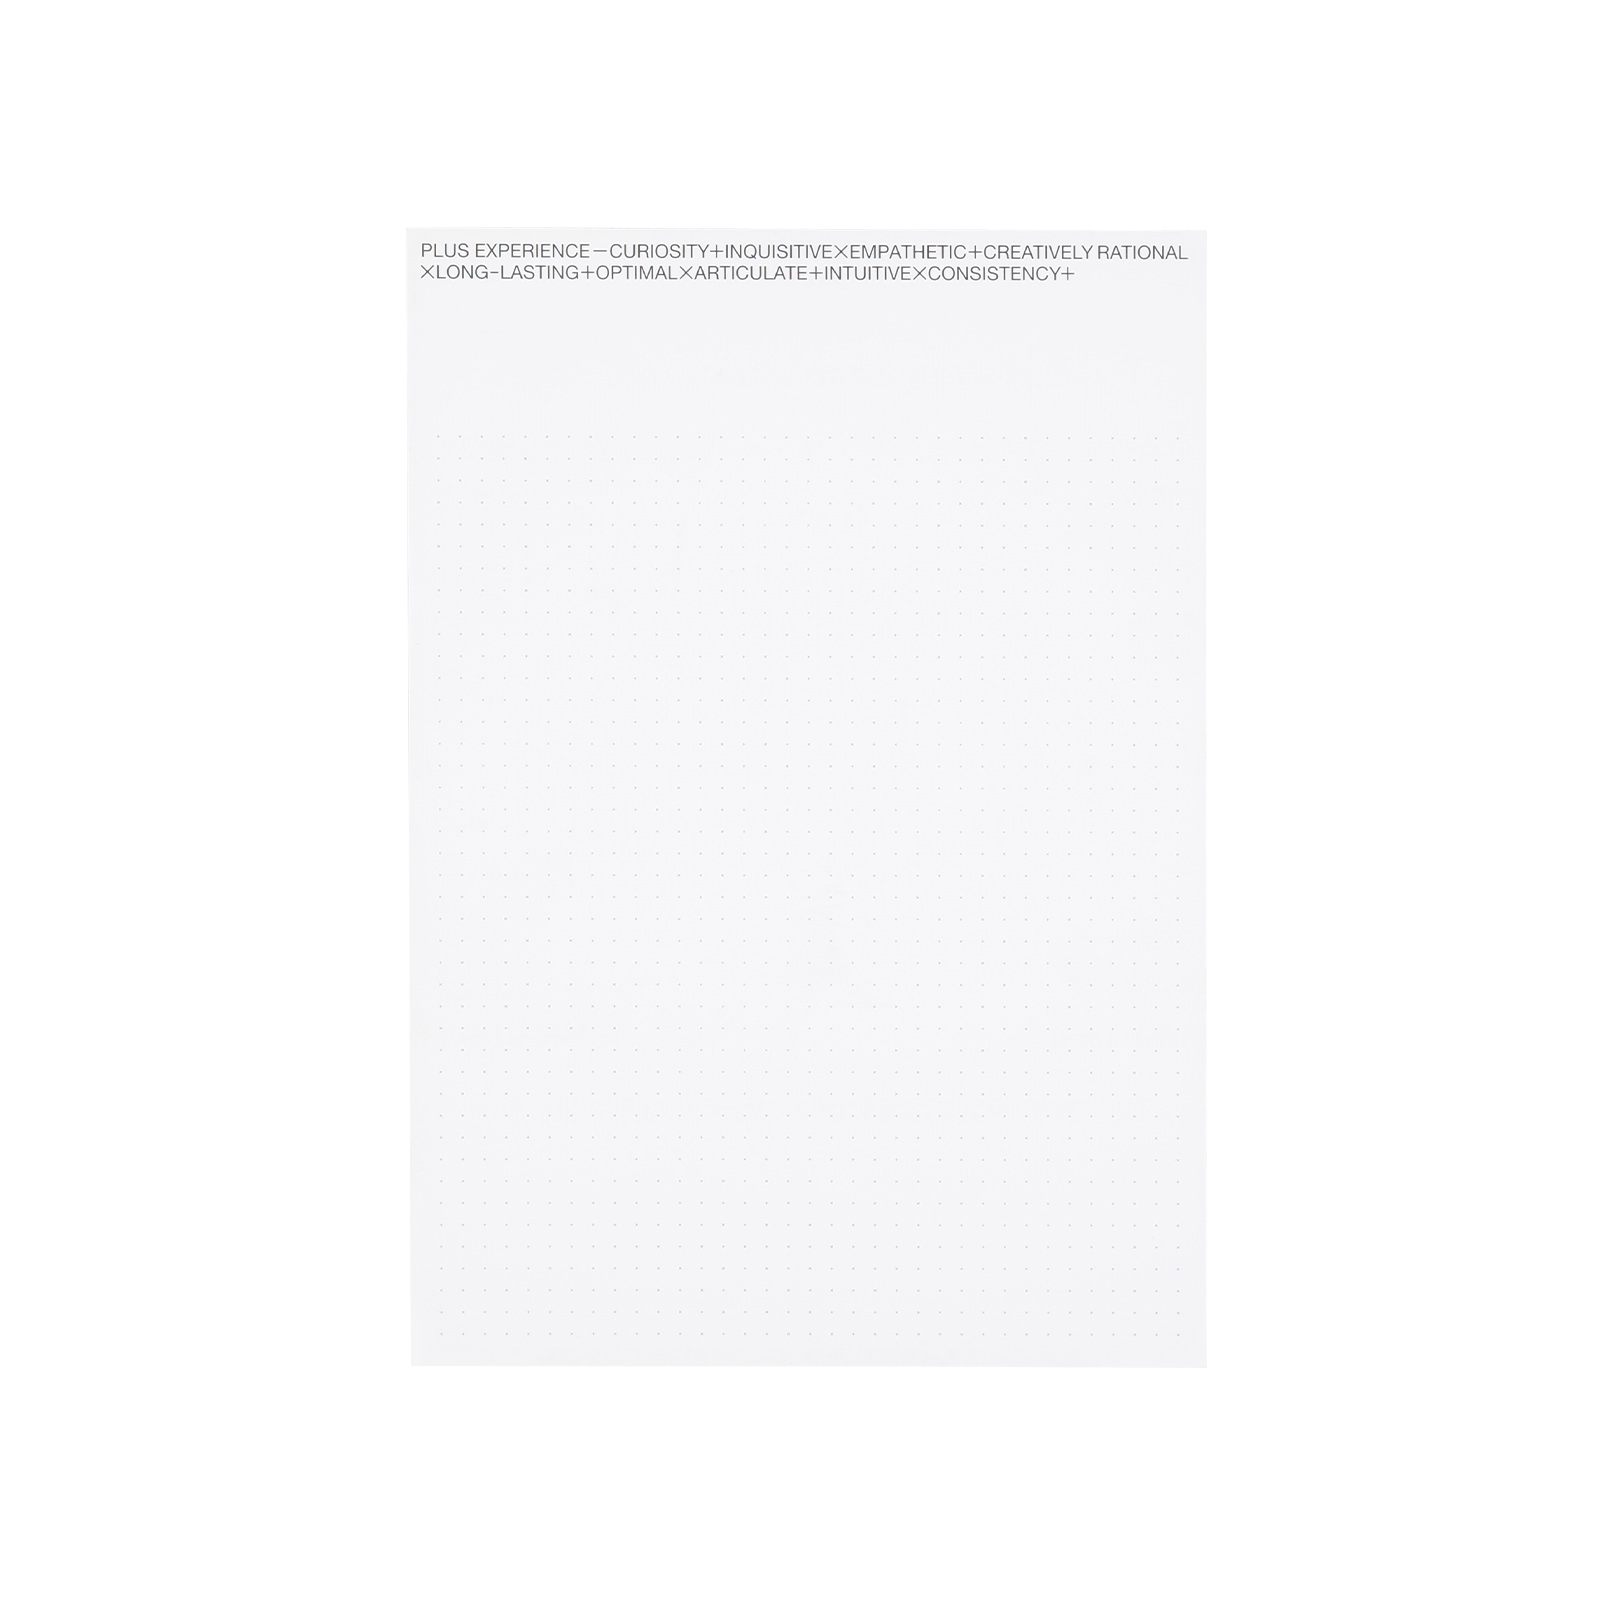 PLUS EXPERIENCE—CURIOSITY+INQUISITIVE×EMPATHETIC+CREATIVELY RATIONAL
×LONG-LASTING+OPTIMAL×ARTICULATE+INTUITIVE×CONSISTENCY+